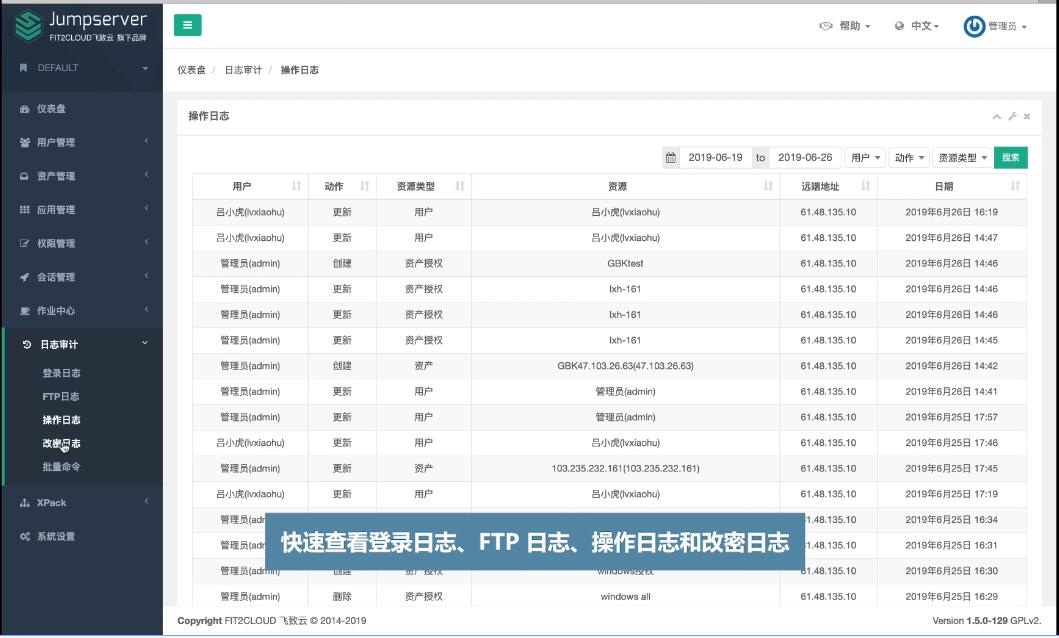 Jumpserver
FIT2CLOUD飞致云 旗下品牌
帮助
中文
管理员
DEFAULT
仪表盘
用户管理
资产管理
应用管理
权限管理
会话管理
作业中心
日志审计
登录日志
FTP日志
操作日志
改密日志
批量命令
XPack
系统设置
仪表盘 / 日志审计 / 操作日志
操作日志
2019-06-19 to 2019-06-26 用户 动作 资源类型 搜索
用户 动作 资源类型 资源 远端地址 日期
吕小虎(lvxiaohu) 更新 用户 吕小虎(lvxiaohu) 61.48.135.10 2019年6月26日 16:19
吕小虎(lvxiaohu) 更新 用户 吕小虎(lvxiaohu) 61.48.135.10 2019年6月26日 14:47
管理员(admin) 创建 资产授权 GBKtest 61.48.135.10 2019年6月26日 14:46
管理员(admin) 更新 资产授权 lxh-161 61.48.135.10 2019年6月26日 14:46
管理员(admin) 更新 资产授权 lxh-161 61.48.135.10 2019年6月26日 14:46
管理员(admin) 更新 资产授权 lxh-161 61.48.135.10 2019年6月26日 14:45
管理员(admin) 创建 资产 GBK47.103.26.63(47.103.26.63) 61.48.135.10 2019年6月26日 14:42
管理员(admin) 更新 用户 管理员(admin) 61.48.135.10 2019年6月26日 14:41
管理员(admin) 更新 用户 管理员(admin) 61.48.135.10 2019年6月25日 17:57
吕小虎(lvxiaohu) 更新 用户 吕小虎(lvxiaohu) 61.48.135.10 2019年6月25日 17:46
管理员(admin) 更新 资产 103.235.232.161(103.235.232.161) 61.48.135.10 2019年6月25日 17:45
吕小虎(lvxiaohu) 更新 用户 吕小虎(lvxiaohu) 61.48.135.10 2019年6月25日 17:19
管理员(adr 61.48.135.10 2019年6月25日 16:34
管理员(adr 61.48.135.10 2019年6月25日 16:31
快速查看登录日志、FTP 日志、操作日志和改密日志
管理员(admin) 创建 资产授权 windows授权 61.48.135.10 2019年6月25日 16:30
管理员(admin) 删除 资产授权 windows all 61.48.135.10 2019年6月25日 16:29
Copyright FIT2CLOUD 飞致云 © 2014-2019
Version 1.5.0-129 GPLv2.